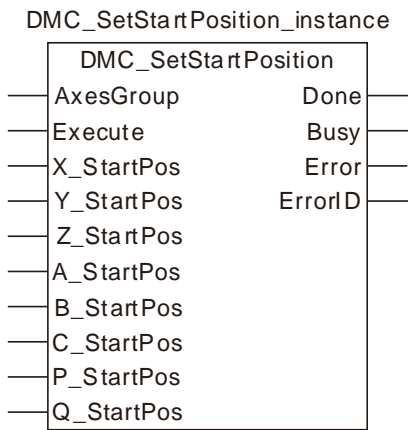 DMC_SetStartPosition_instance
DMC_SetStartPosition
AxesGroup Done
Execute Busy
X_StartPos Error
Y_StartPos ErrorID
Z_StartPos
A_StartPos
B_StartPos
C_StartPos
P_StartPos
Q_StartPos